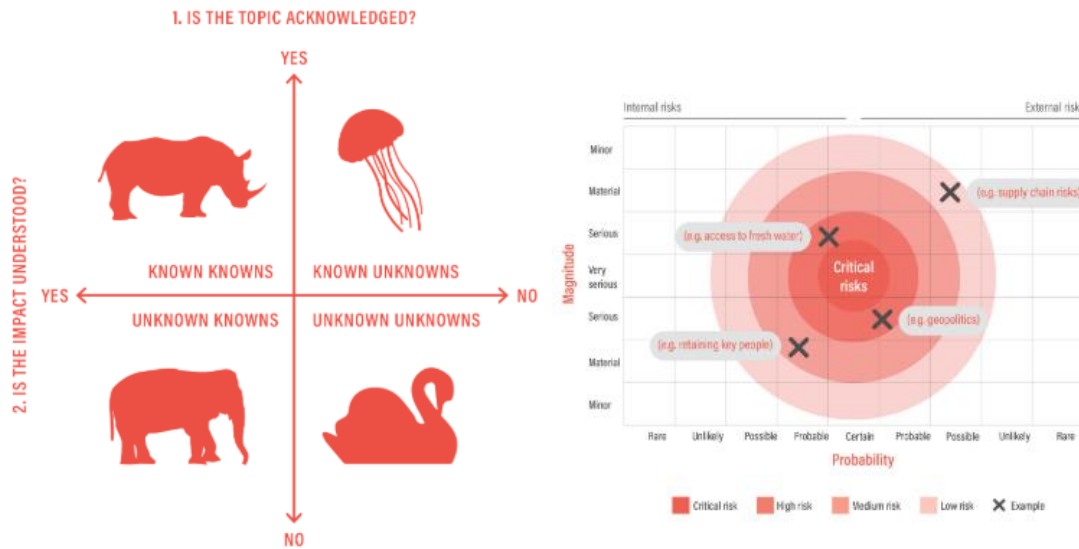 1. IS THE TOPIC ACKNOWLEDGED?
YES
KNOWN KNOWNS
KNOWN UNKNOWNS
2. IS THE IMPACT UNDERSTOOD?
YES
NO
UNKNOWN KNOWNS
UNKNOWN UNKNOWNS
NO
Internal risks
External risk
Magnitude
Minor
Material
(e.g. supply chain risks)
Serious
(e.g. access to fresh water)
Very
serious
Critical
risks
Serious
(e.g. geopolitics)
(e.g. retaining key people)
Material
Minor
Rare
Unlikely
Possible
Probable
Certain
Probable
Possible
Unlikely
Rare
Probability
Critical risk
High risk
Medium risk
Low risk
Example